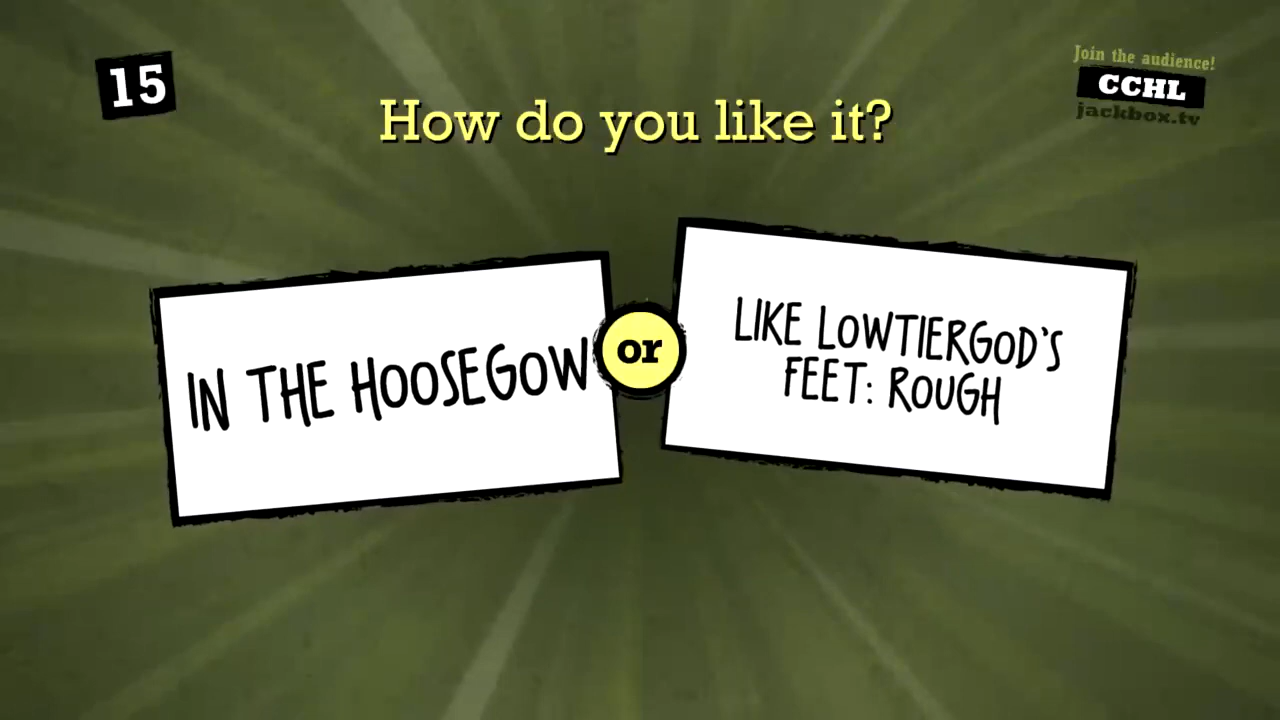 15
Join the audience!
CCHL
jackbox.tv
How do you like it?
IN THE HOOSEGOW
or
LIKE LOWTIERGOD'S
FEET: ROUGH